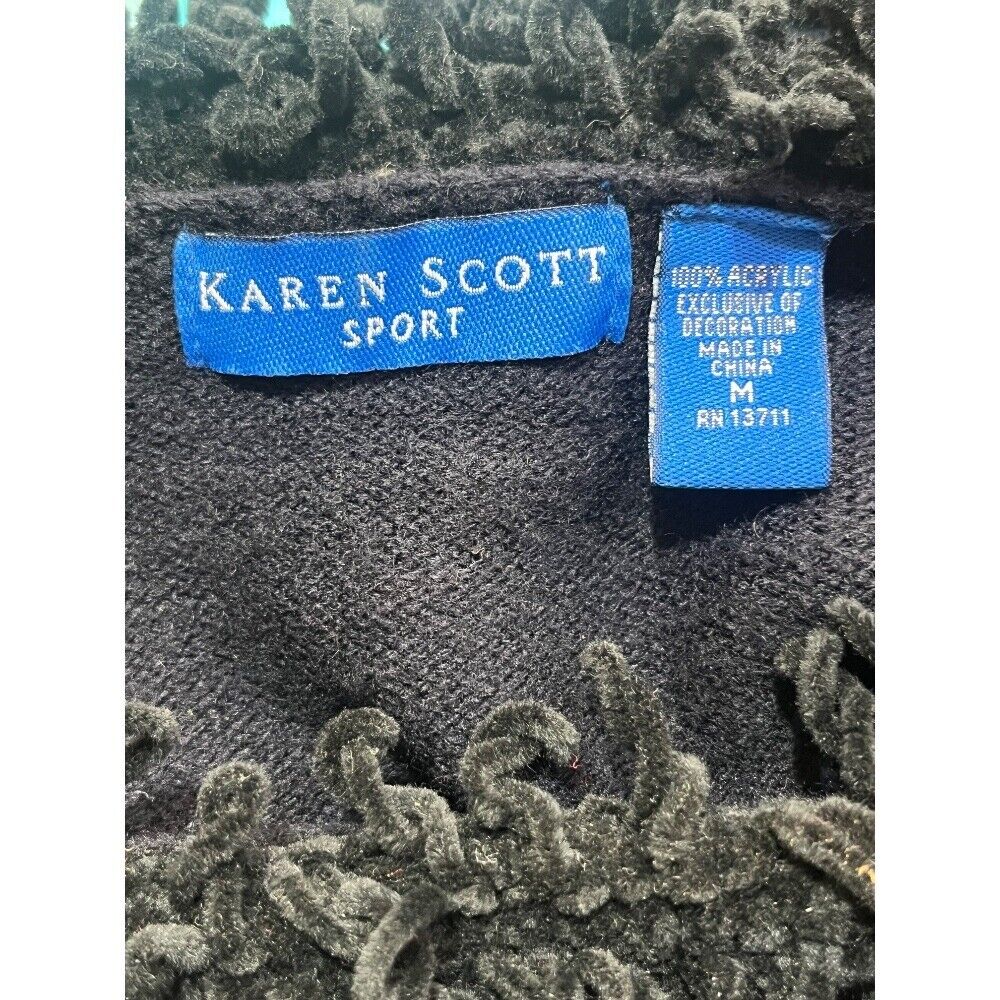 KAREN SCOTT
SPORT
100% ACRYLIC
EXCLUSIVE OF
DECORATION
MADE IN
CHINA
M
RN 13711